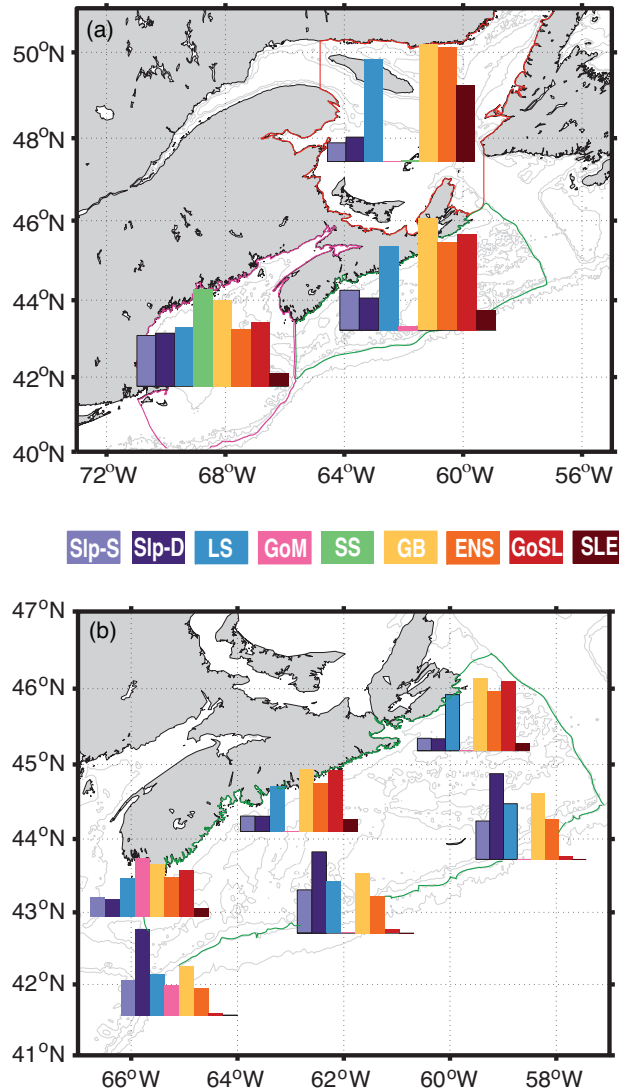 (a)
50°N
48°N
46°N
44°N
42°N
40°N
72°W 68°W 64°W 60°W 56°W
Slp-S Slp-D LS GoM SS GB ENS GoSL SLE
(b)
47°N
46°N
45°N
44°N
43°N
42°N
41°N
66°W 64°W 62°W 60°W 58°W